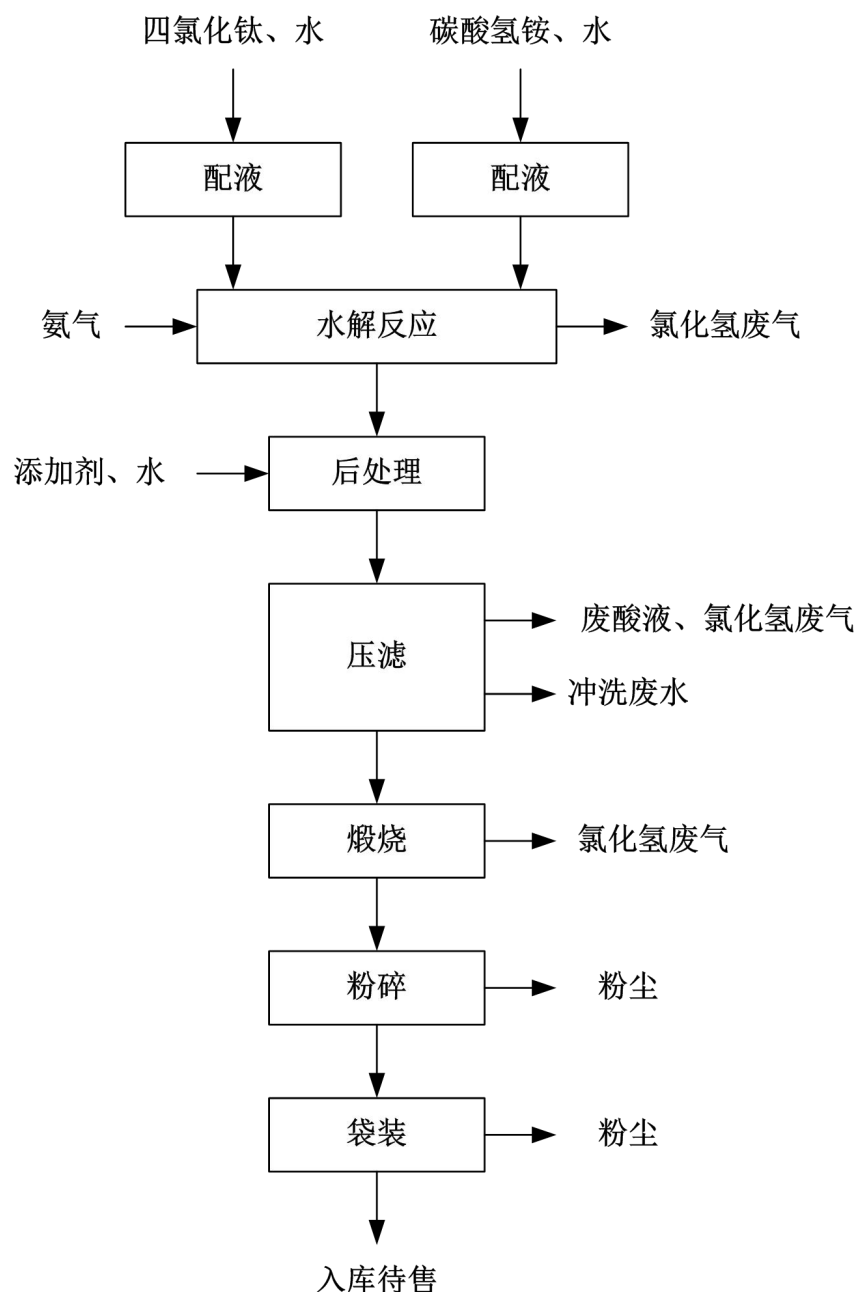 四氯化钛、水
碳酸氢铵、水
配液
配液
氨气
水解反应
氯化氢废气
添加剂、水
后处理
压滤
废酸液、氯化氢废气
冲洗废水
煅烧
氯化氢废气
粉碎
粉尘
袋装
粉尘
入库待售